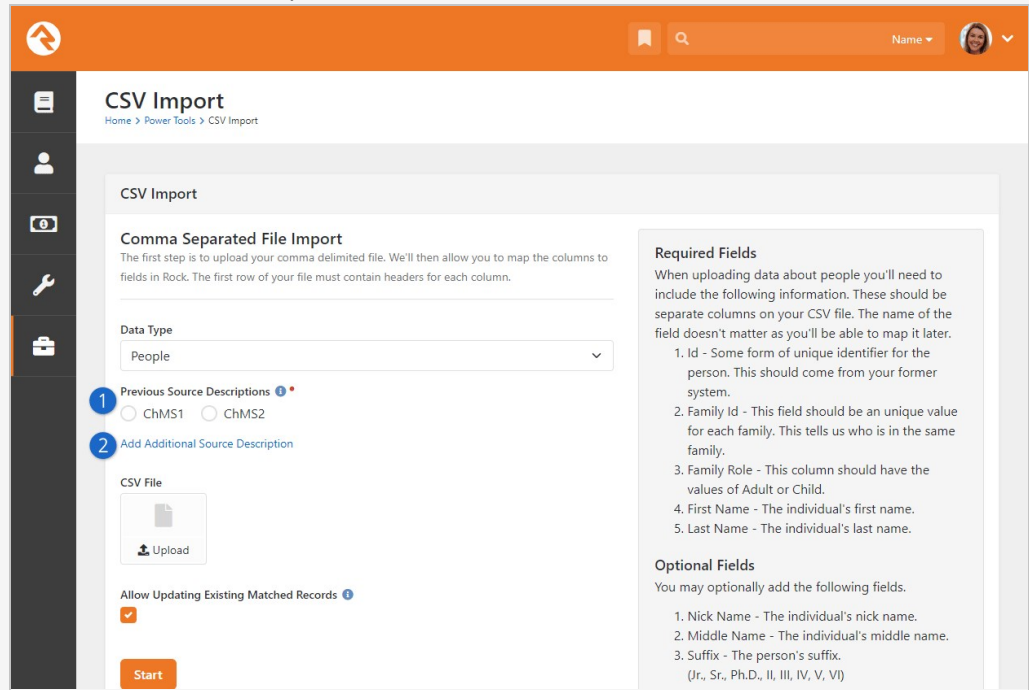 Name
CSV Import
Home > Power Tools > CSV Import
CSV Import
Comma Separated File Import
The first step is to upload your comma delimited file. We'll then allow you to map the columns to
fields in Rock. The first row of your file must contain headers for each column.
Data Type
People
1
Previous Source Descriptions
ChMS1 ChMS2
2
Add Additional Source Description
CSV File
Upload
Allow Updating Existing Matched Records
Start
Required Fields
When uploading data about people you'll need to
include the following information. These should be
separate columns on your CSV file. The name of the
field doesn't matter as you'll be able to map it later.
1. Id - Some form of unique identifier for the
person. This should come from your former
system.
2. Family Id - This field should be an unique value
for each family. This tells us who is in the same
family.
3. Family Role - This column should have the
values of Adult or Child.
4. First Name - The individual's first name.
5. Last Name - The individual's last name.
Optional Fields
You may optionally add the following fields.
1. Nick Name - The individual's nick name.
2. Middle Name - The individual's middle name.
3. Suffix - The person's suffix.
(Jr., Sr., Ph.D., II, III, IV, V, VI)